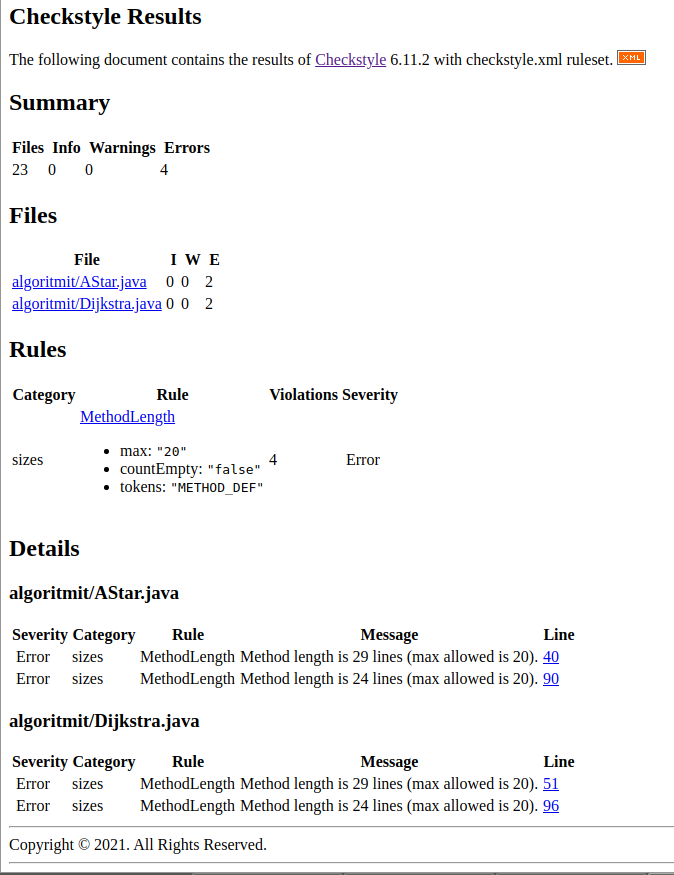 Checkstyle Results
The following document contains the results of Checkstyle 6.11.2 with checkstyle.xml ruleset. XML
Summary
Files Info Warnings Errors
23 0 0 4
Files
File I W E
algoritmit/AStar.java 0 0 2
algoritmit/Dijkstra.java 0 0 2
Rules
Category Rule Violations Severity
MethodLength
• max: "20"
sizes • countEmpty: "false" 4 Error
• tokens: "METHOD_DEF"
Details
algoritmit/AStar.java
Severity Category Rule Message Line
Error sizes MethodLength Method length is 29 lines (max allowed is 20). 40
Error sizes MethodLength Method length is 24 lines (max allowed is 20). 90
algoritmit/Dijkstra.java
Severity Category Rule Message Line
Error sizes MethodLength Method length is 29 lines (max allowed is 20). 51
Error sizes MethodLength Method length is 24 lines (max allowed is 20). 96
Copyright © 2021. All Rights Reserved.